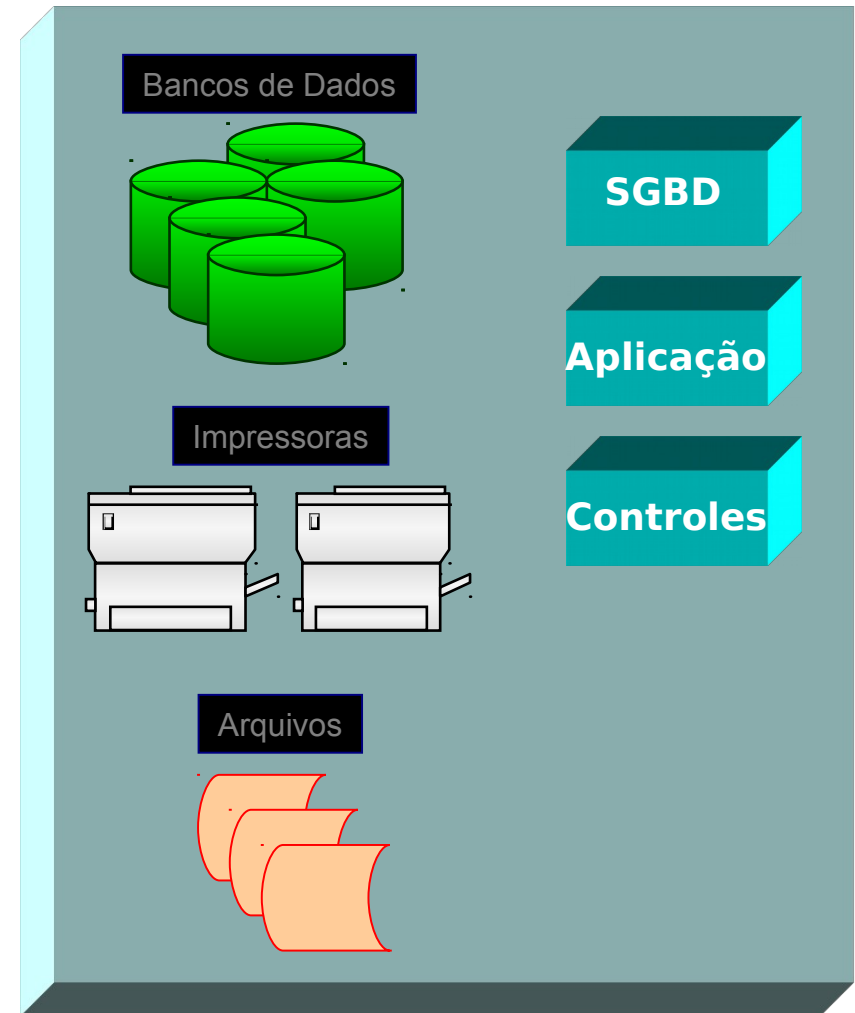 Bancos de Dados
SGBD
Aplicação
Impressoras
Controles
Arquivos